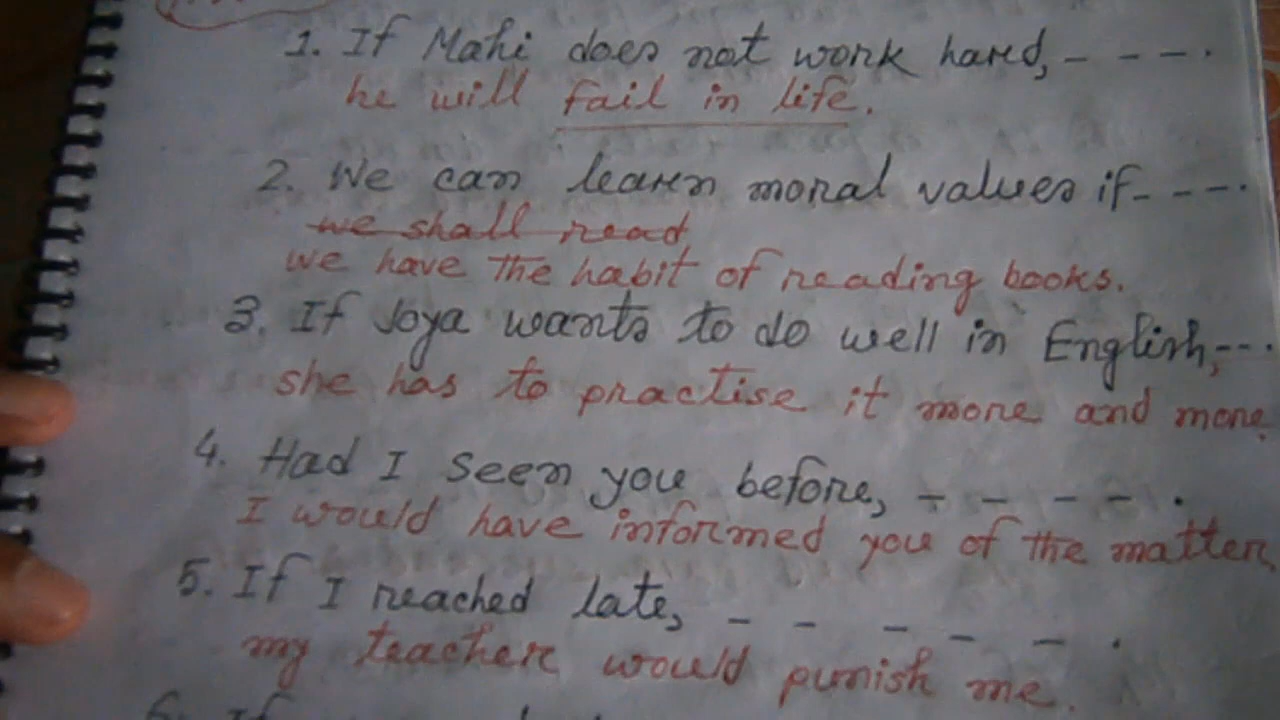 1. If Mahi does not work hard, - - - .
he will fail in life.
2. We can learn moral values if - - - .
we shall read
we have the habit of reading books.
3. If Joya wants to do well in English, - - .
she has to practise it more and more.
4. Had I seen you before, - - - - .
I would have informed you of the matter.
5. If I reached late, - - - - - .
my teacher would punish me.
6. If